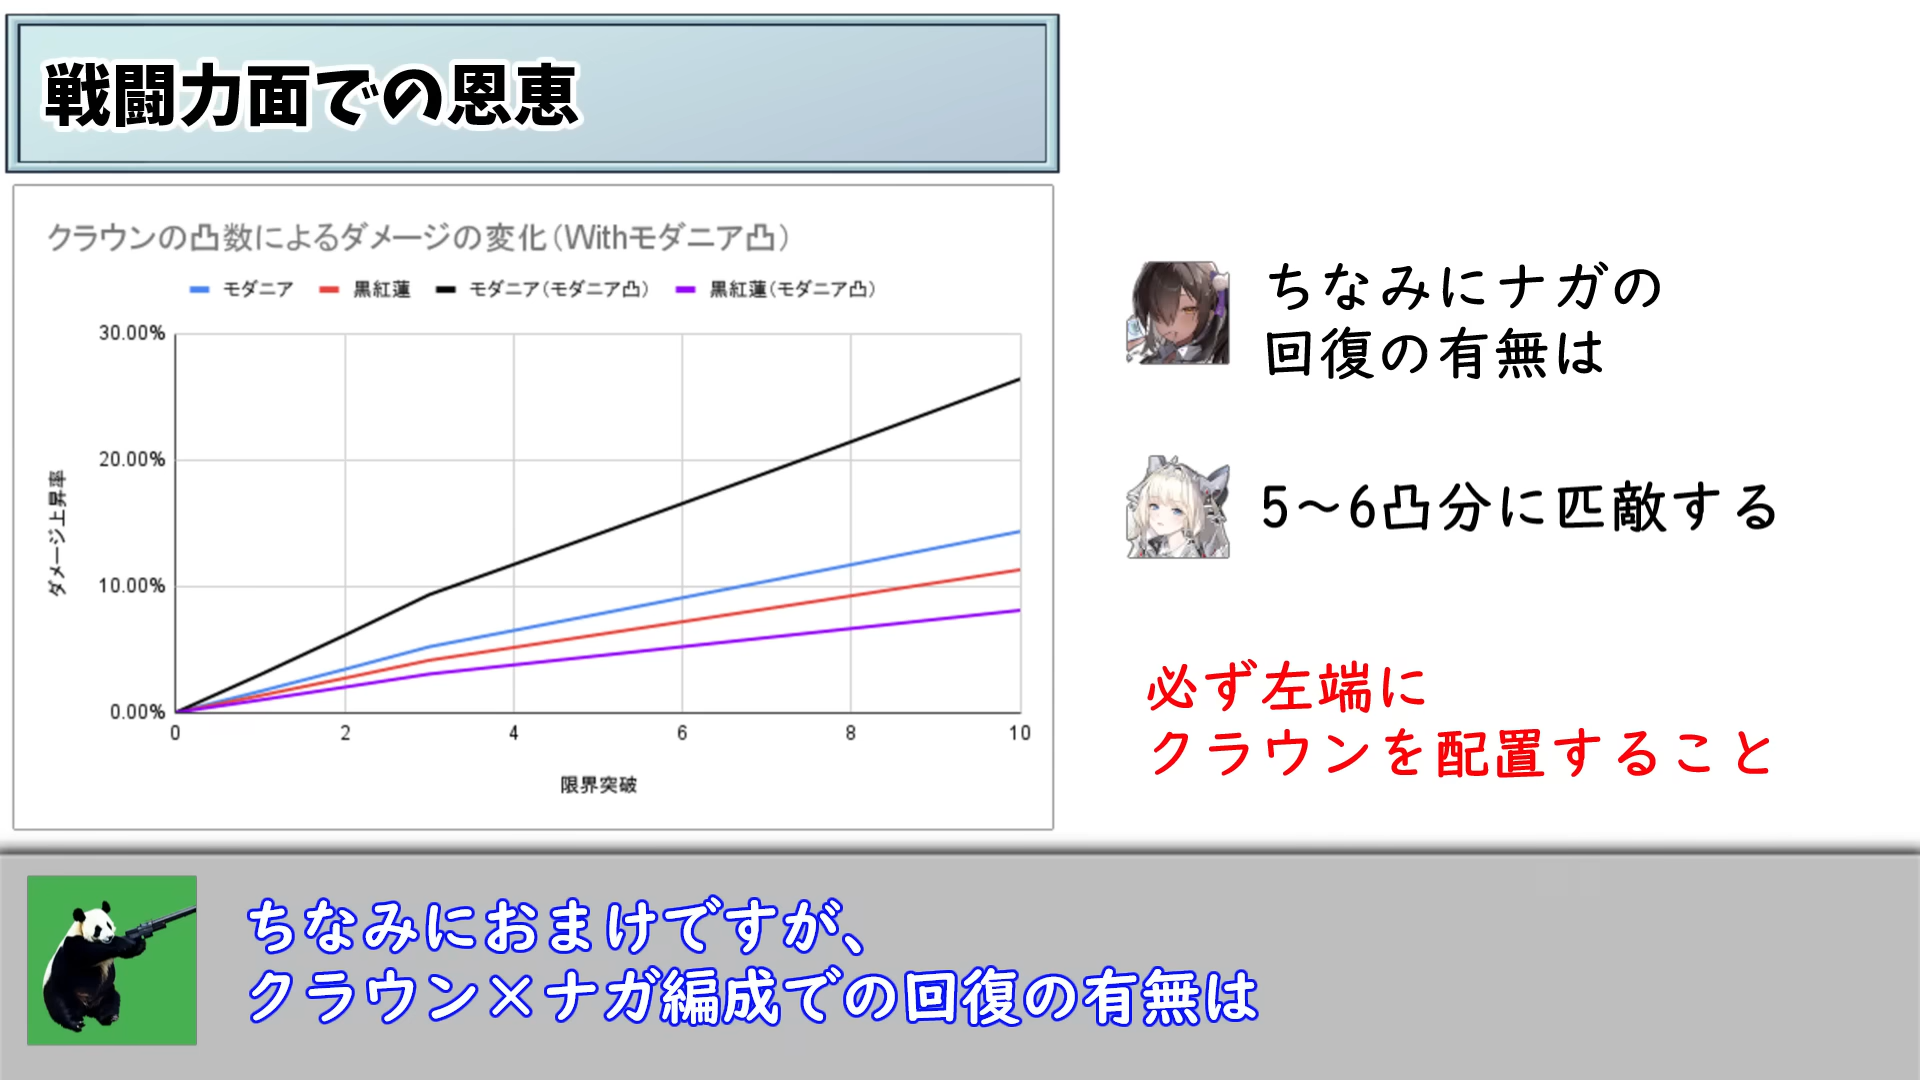 戦闘力面での恩恵
クラウンの凸数によるダメージの変化(Withモダニア凸)
モダニア 黒紅蓮 モダニア(モダニア凸) 黒紅蓮(モダニア凸)
30.00%
20.00%
10.00%
0.00%
ダメージ上昇率
0 2 4 6 8 10
限界突破
ちなみにナガの
回復の有無は
5～6凸分に匹敵する
必ず左端に
クラウンを配置すること
ちなみにおまけですが、
クラウン×ナガ編成での回復の有無は